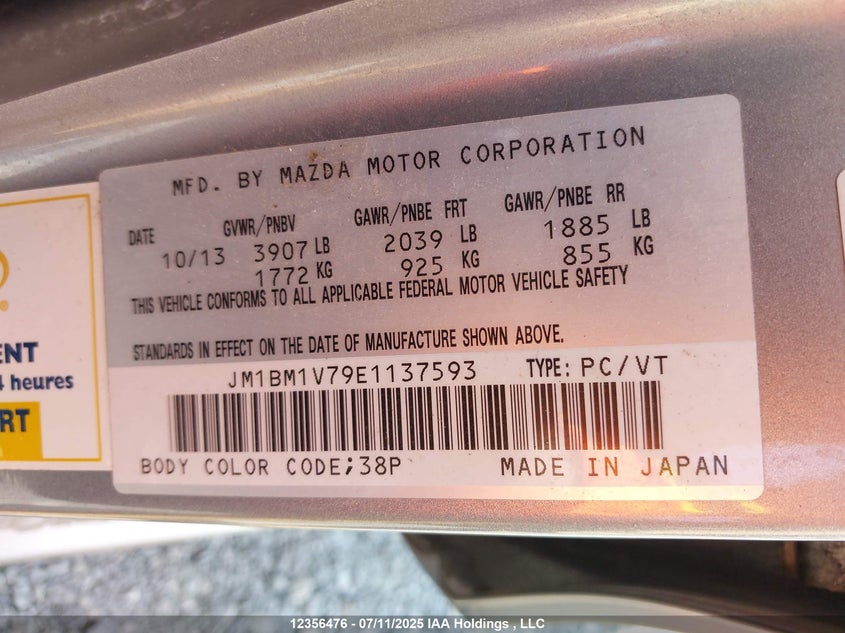 MFD. BY MAZDA MOTOR CORPORATION
DATE GVWR/PNBV GAWR/PNBE FRT GAWR/PNBE RR
10/13 3907 LB 2039 LB 1885 LB
1772 KG 925 KG 855 KG
THIS VEHICLE CONFORMS TO ALL APPLICABLE FEDERAL MOTOR VEHICLE SAFETY
STANDARDS IN EFFECT ON THE DATE OF MANUFACTURE SHOWN ABOVE.
JM1BM1V79E1137593 TYPE: PC/VT
BODY COLOR CODE;38P MADE IN JAPAN
®
ENT
heures
RT
12356476 - 07/11/2025 IAA Holdings , LLC